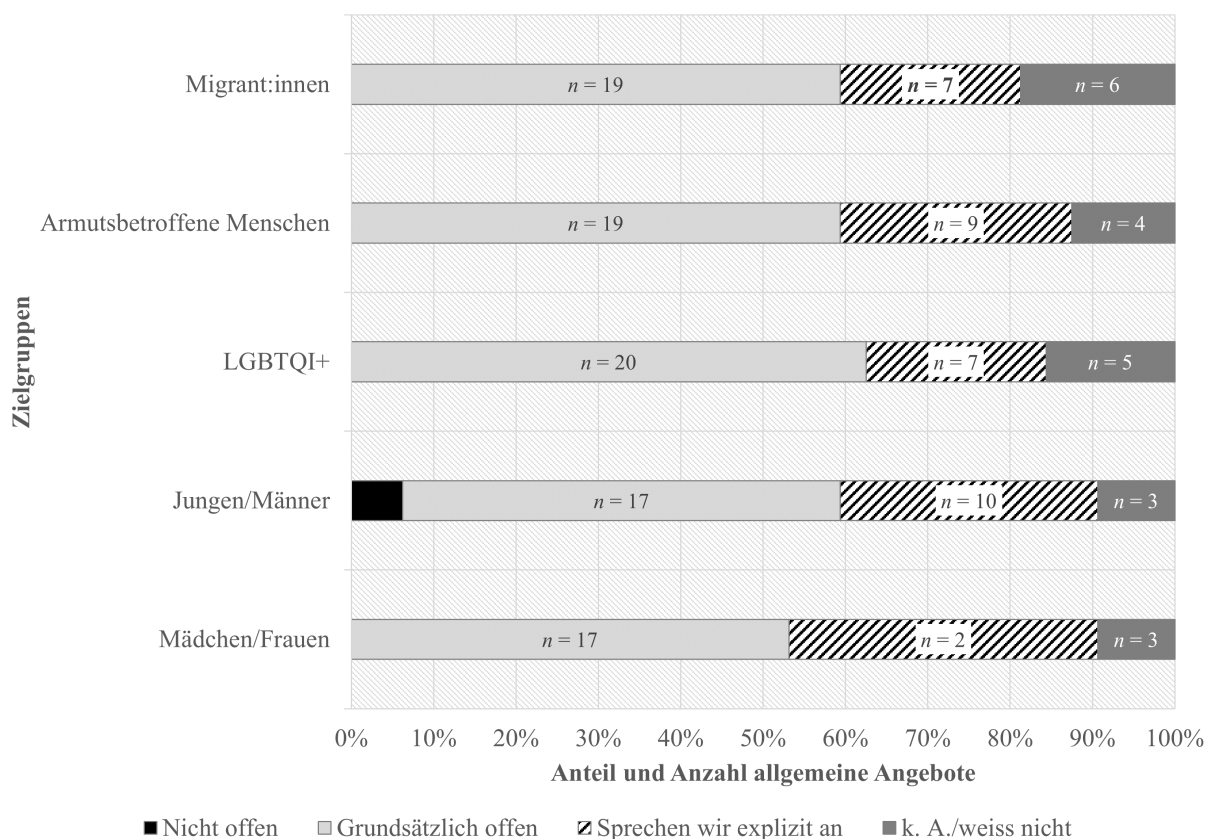 Migrant:innen
n = 19 n = 7 n = 6
Armutsbetroffene Menschen
n = 19 n = 9 n = 4
Zielgruppen
LGBTQI+
n = 20 n = 7 n = 5
Jungen/Männer
n = 17 n = 10 n = 3
Mädchen/Frauen
n = 17 n = 2 n = 3
0% 10% 20% 30% 40% 50% 60% 70% 80% 90% 100%
Anteil und Anzahl allgemeine Angebote
Nicht offen Grundsätzlich offen Sprechen wir explizit an k. A./weiss nicht